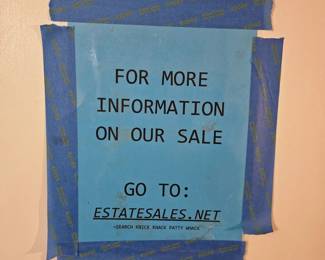 FOR MORE
INFORMATION
ON OUR SALE
GO TO:
ESTATESALES.NET
-SEARCH KNICK KNACK PATTY WHACK